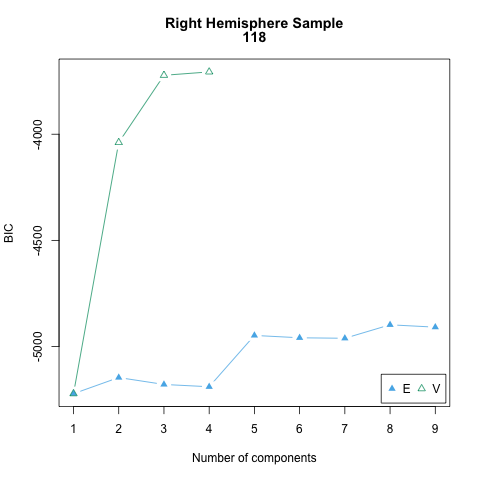 Right Hemisphere Sample
118
BIC
-4000
-4500
-5000
E V
1 2 3 4 5 6 7 8 9
Number of components